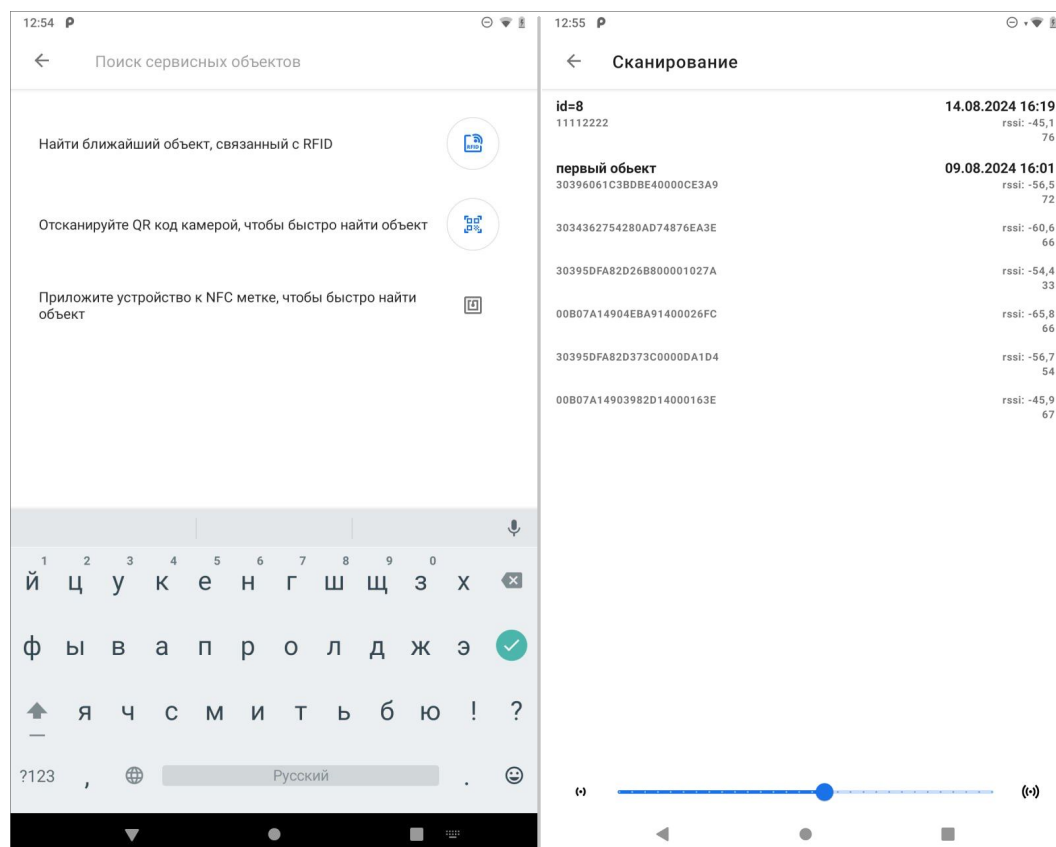 12:54
Поиск сервисных объектов
Найти ближайший объект, связанный с RFID
RFID
Отсканируйте QR код камерой, чтобы быстро найти объект
Приложите устройство к NFC метке, чтобы быстро найти
объект
1 2 3 4 5 6 7 8 9 0
й ц у к е н г ш щ з х
ф ы в а п р о л д ж э
я ч с м и т ь б ю ! ?
?123 , Русский .
12:55
Сканирование
id=8 14.08.2024 16:19
11112222 rssi: -45,1
76
первый обьект 09.08.2024 16:01
30396061C3BDBE40000CE3A9 rssi: -56,5
72
3034362754280AD74876EA3E rssi: -60,6
66
30395DFA82D26B800001027A rssi: -54,4
33
00B07A14904EBA91400026FC rssi: -65,8
66
30395DFA82D373C0000DA1D4 rssi: -56,7
54
00B07A14903982D14000163E rssi: -45,9
67